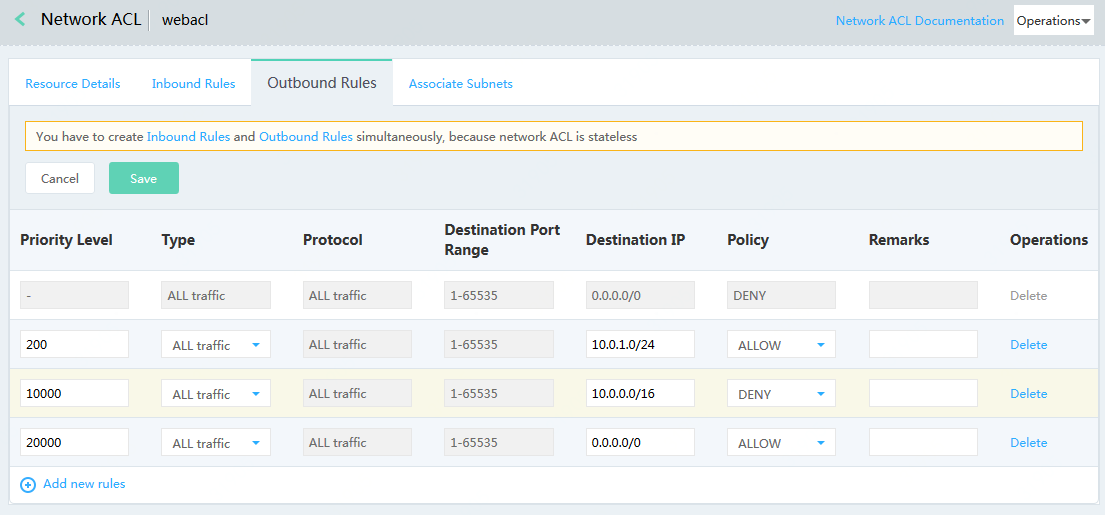 Network ACL webacl Network ACL Documentation Operations
Resource Details Inbound Rules Outbound Rules Associate Subnets
You have to create Inbound Rules and Outbound Rules simultaneously, because network ACL is stateless
Cancel Save
Priority Level Type Protocol Destination Port Range Destination IP Policy Remarks Operations
- ALL traffic ALL traffic 1-65535 0.0.0.0/0 DENY Delete
200 ALL traffic ALL traffic 1-65535 10.0.1.0/24 ALLOW Delete
10000 ALL traffic ALL traffic 1-65535 10.0.0.0/16 DENY Delete
20000 ALL traffic ALL traffic 1-65535 0.0.0.0/0 ALLOW Delete
Add new rules